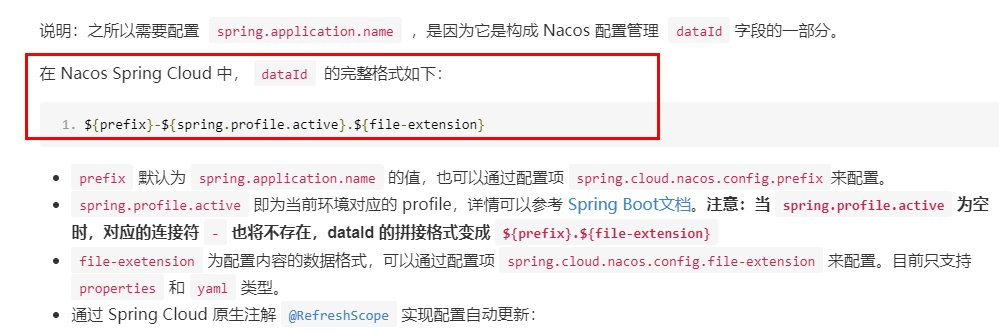 说明：之所以需要配置 spring.application.name ，是因为它是构成 Nacos 配置管理 dataId 字段的一部分。
在 Nacos Spring Cloud 中， dataId 的完整格式如下：
1. ${prefix}-${spring.profile.active}.${file-extension}
• prefix 默认为 spring.application.name 的值，也可以通过配置项 spring.cloud.nacos.config.prefix 来配置。
• spring.profile.active 即为当前环境对应的 profile，详情可以参考 Spring Boot文档。注意：当 spring.profile.active 为空
时，对应的连接符 - 也将不存在，dataId 的拼接格式变成 ${prefix}.${file-extension}
• file-exetension 为配置内容的数据格式，可以通过配置项 spring.cloud.nacos.config.file-extension 来配置。目前只支持
properties 和 yaml 类型。
• 通过 Spring Cloud 原生注解 @RefreshScope 实现配置自动更新：